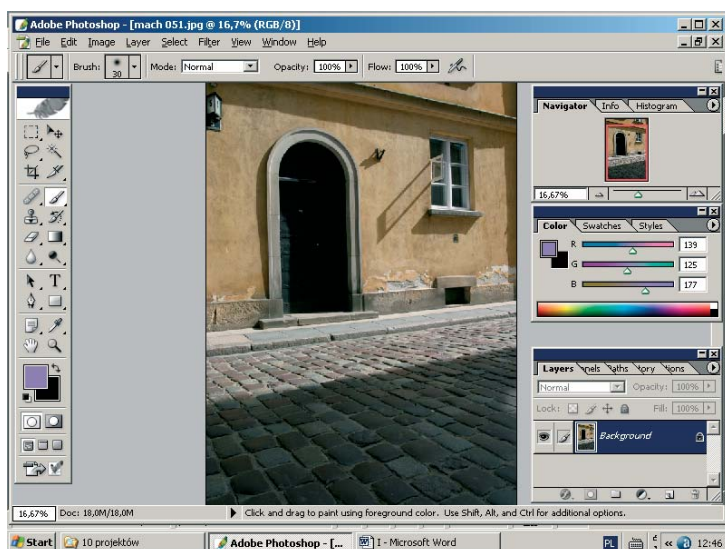 Adobe Photoshop - [mach 051.jpg @ 16,7% (RGB/8)]
File Edit Image Layer Select Filter View Window Help
Brush: 30 Mode: Normal Opacity: 100% Flow: 100%
Navigator Info Histogram
16,67%
Color Swatches Styles
R 139
G 125
B 177
Layers Paths
Normal Opacity: 100%
Lock: Fill: 100%
Background
16,67% Doc: 18,0M/18,0M Click and drag to paint using foreground color. Use Shift, Alt, and Ctrl for additional options.
Start 10 projektów Adobe Photoshop - [... I - Microsoft Word PL « 12:46